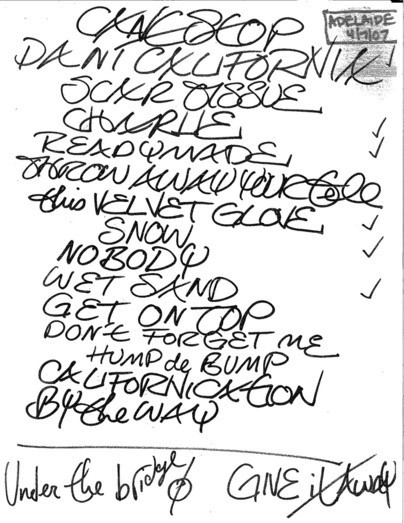 CAN'T STOP
ADELAIDE
4/7/07
DANI CALIFORNIA
SCAR TISSUE
CHARLIE
READYMADE
THROW AWAY YOUR tele
this VELVET GLOVE
SNOW
NOBODY
WET SAND
GET ON TOP
DON't FORGET ME
HUMP de BUMP
CALIFORNICATION
By the WAY
Under the bridge GIVE it Away